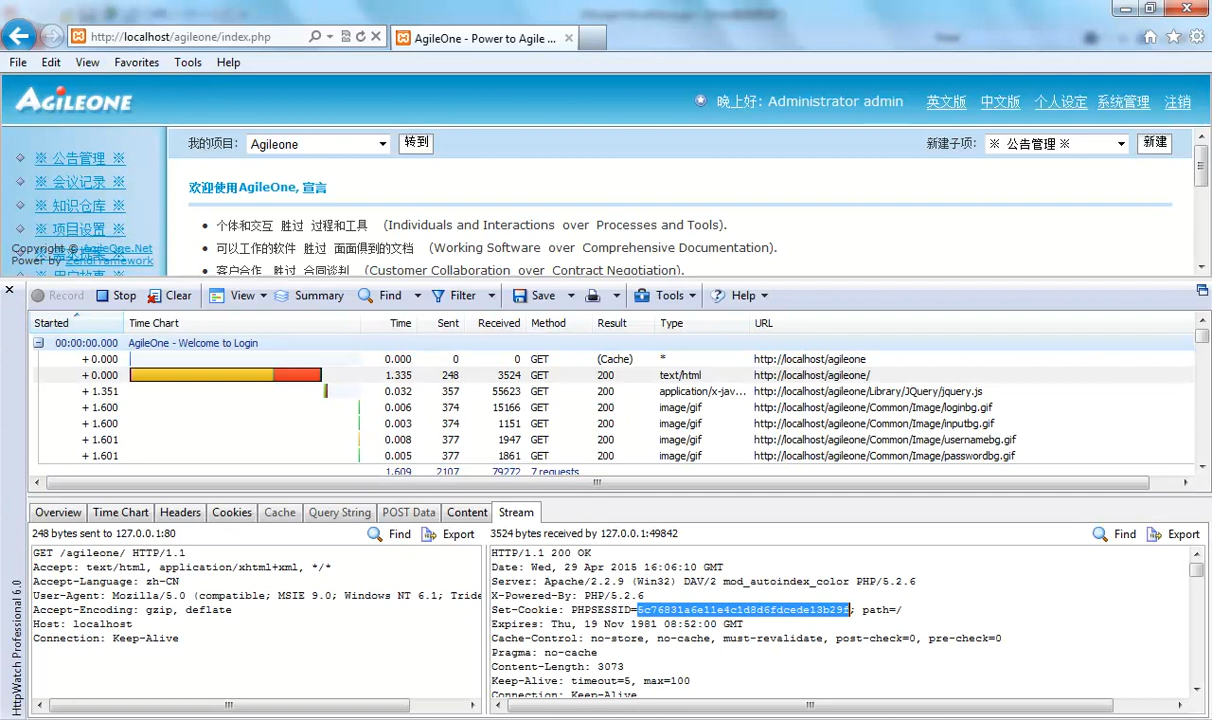 http://localhost/agileone/index.php
AgileOne - Power to Agile ...
File Edit View Favorites Tools Help
AGILEONE
晚上好: Administrator admin 英文版 中文版 个人设定 系统管理 注销
我的项目: Agileone 转到 新建子项: ※ 公告管理 ※ 新建
※ 公告管理 ※
※ 会议记录 ※
※ 知识仓库 ※
※ 项目设置 ※
Copyright © AgileOne.Net
Power by ZendFramework
欢迎使用AgileOne, 宣言
个体和交互 胜过 过程和工具 (Individuals and Interactions over Processes and Tools).
可以工作的软件 胜过 面面俱到的文档 (Working Software over Comprehensive Documentation).
客户合作 胜过 合同谈判 (Customer Collaboration over Contract Negotiation).
Record Stop Clear View Summary Find Filter Save Tools Help
Started Time Chart Time Sent Received Method Result Type URL
00:00:00.000 AgileOne - Welcome to Login
+ 0.000 0.000 0 0 GET (Cache) * http://localhost/agileone
+ 0.000 1.335 248 3524 GET 200 text/html http://localhost/agileone/
+ 1.351 0.032 357 55623 GET 200 application/x-jav... http://localhost/agileone/Library/JQuery/jquery.js
+ 1.600 0.006 374 15166 GET 200 image/gif http://localhost/agileone/Common/Image/loginbg.gif
+ 1.600 0.003 374 1151 GET 200 image/gif http://localhost/agileone/Common/Image/inputbg.gif
+ 1.601 0.008 377 1947 GET 200 image/gif http://localhost/agileone/Common/Image/usernamebg.gif
+ 1.601 0.005 377 1861 GET 200 image/gif http://localhost/agileone/Common/Image/passwordbg.gif
1.609 2107 79272 7 requests
Overview Time Chart Headers Cookies Cache Query String POST Data Content Stream
248 bytes sent to 127.0.0.1:80 Find Export
GET /agileone/ HTTP/1.1
Accept: text/html, application/xhtml+xml, */*
Accept-Language: zh-CN
User-Agent: Mozilla/5.0 (compatible; MSIE 9.0; Windows NT 6.1; Tride
Accept-Encoding: gzip, deflate
Host: localhost
Connection: Keep-Alive
3524 bytes received by 127.0.0.1:49842 Find Export
HTTP/1.1 200 OK
Date: Wed, 29 Apr 2015 16:06:10 GMT
Server: Apache/2.2.9 (Win32) DAV/2 mod_autoindex_color PHP/5.2.6
X-Powered-By: PHP/5.2.6
Set-Cookie: PHPSESSID=5c76831a6e11e4c1d8d6fdcede13b29f; path=/
Expires: Thu, 19 Nov 1981 08:52:00 GMT
Cache-Control: no-store, no-cache, must-revalidate, post-check=0, pre-check=0
Pragma: no-cache
Content-Length: 3073
Keep-Alive: timeout=5, max=100
Connection: Keep-Alive
HttpWatch Professional 6.0